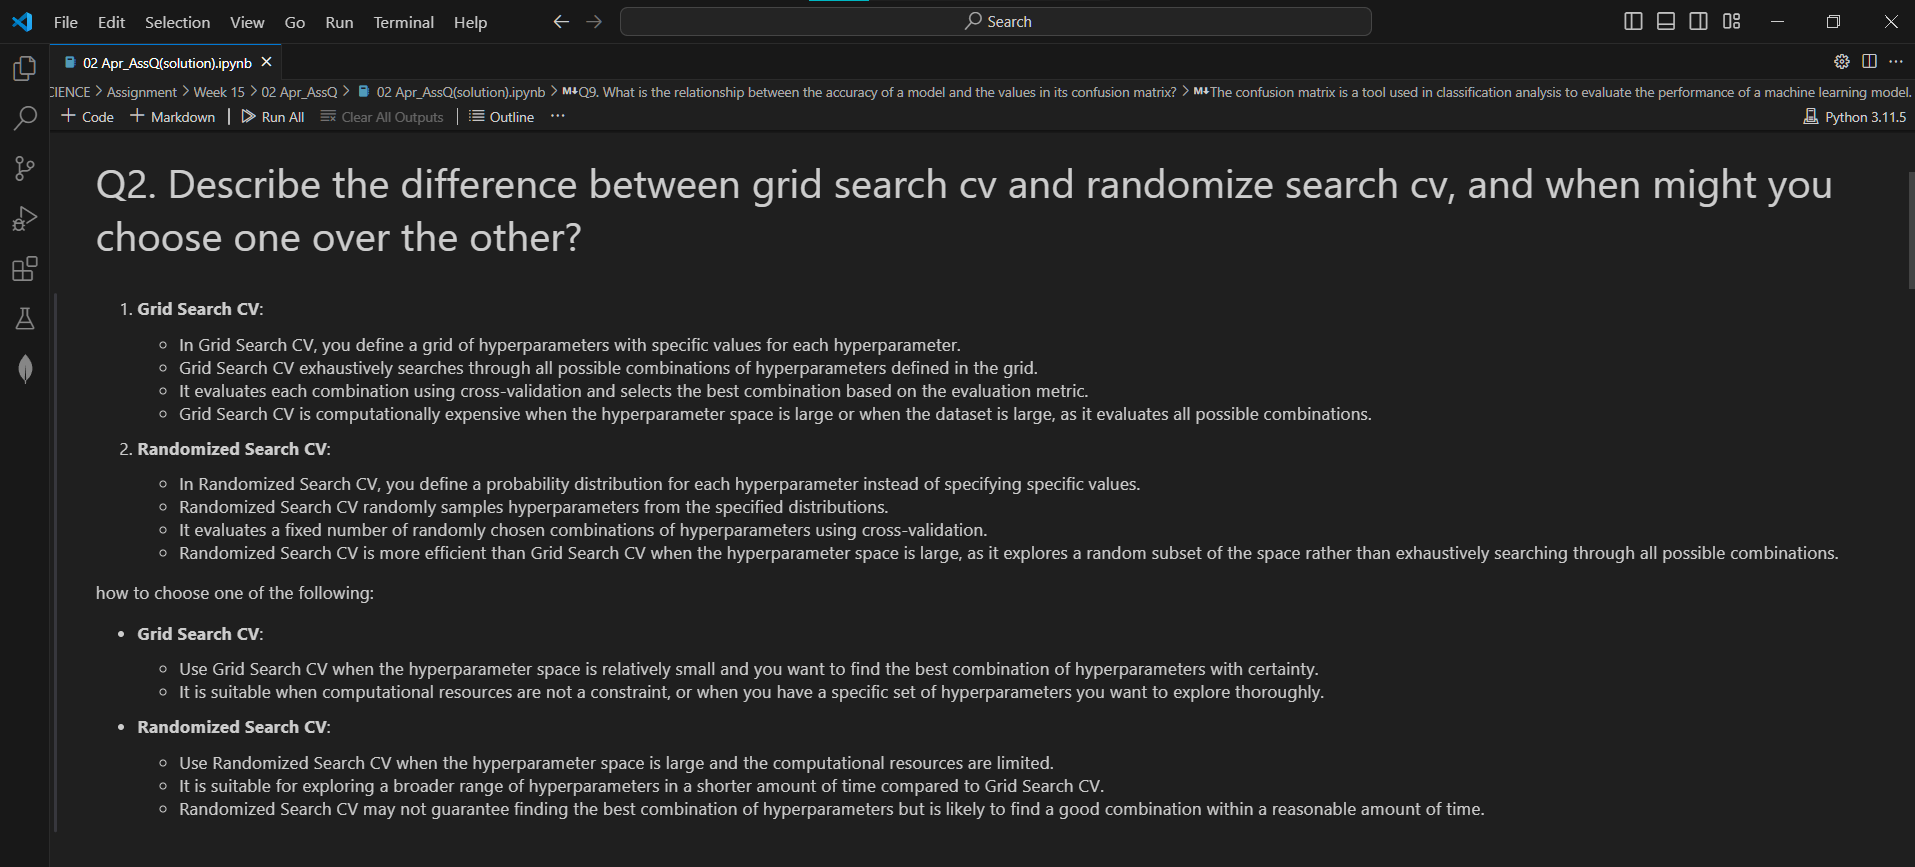 File Edit Selection View Go Run Terminal Help
Search
02 Apr_AssQ(solution).ipynb
CIENCE > Assignment > Week 15 > 02 Apr_AssQ > 02 Apr_AssQ(solution).ipynb > M↓Q9. What is the relationship between the accuracy of a model and the values in its confusion matrix? > M↓The confusion matrix is a tool used in classification analysis to evaluate the performance of a machine learning model.
+ Code + Markdown | Run All Clear All Outputs | Outline ...
Python 3.11.5
Q2. Describe the difference between grid search cv and randomize search cv, and when might you
choose one over the other?
1. Grid Search CV:
◦ In Grid Search CV, you define a grid of hyperparameters with specific values for each hyperparameter.
◦ Grid Search CV exhaustively searches through all possible combinations of hyperparameters defined in the grid.
◦ It evaluates each combination using cross-validation and selects the best combination based on the evaluation metric.
◦ Grid Search CV is computationally expensive when the hyperparameter space is large or when the dataset is large, as it evaluates all possible combinations.
2. Randomized Search CV:
◦ In Randomized Search CV, you define a probability distribution for each hyperparameter instead of specifying specific values.
◦ Randomized Search CV randomly samples hyperparameters from the specified distributions.
◦ It evaluates a fixed number of randomly chosen combinations of hyperparameters using cross-validation.
◦ Randomized Search CV is more efficient than Grid Search CV when the hyperparameter space is large, as it explores a random subset of the space rather than exhaustively searching through all possible combinations.
how to choose one of the following:
• Grid Search CV:
◦ Use Grid Search CV when the hyperparameter space is relatively small and you want to find the best combination of hyperparameters with certainty.
◦ It is suitable when computational resources are not a constraint, or when you have a specific set of hyperparameters you want to explore thoroughly.
• Randomized Search CV:
◦ Use Randomized Search CV when the hyperparameter space is large and the computational resources are limited.
◦ It is suitable for exploring a broader range of hyperparameters in a shorter amount of time compared to Grid Search CV.
◦ Randomized Search CV may not guarantee finding the best combination of hyperparameters but is likely to find a good combination within a reasonable amount of time.